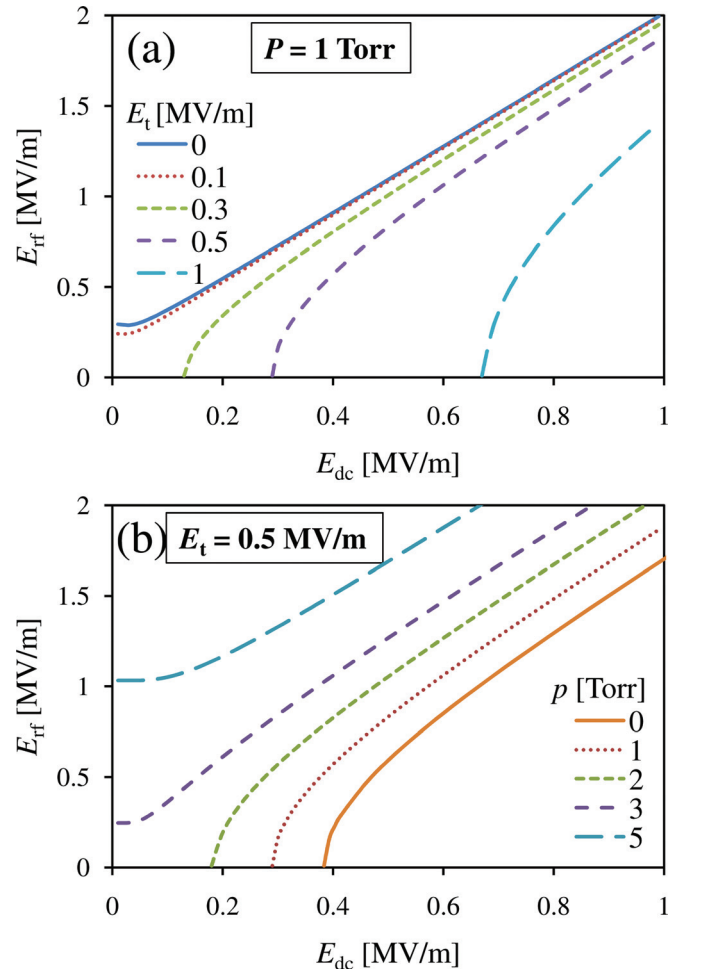 (a)
P = 1 Torr
2
1.5
1
0.5
0
E_rf [MV/m]
E_t [MV/m]
0
0.1
0.3
0.5
1
0 0.2 0.4 0.6 0.8 1
E_dc [MV/m]
(b)
E_t = 0.5 MV/m
2
1.5
1
0.5
0
E_rf [MV/m]
p [Torr]
0
1
2
3
5
0 0.2 0.4 0.6 0.8 1
E_dc [MV/m]